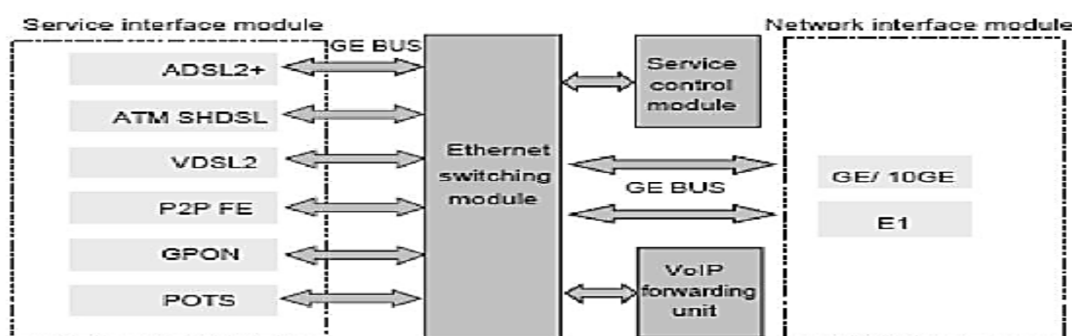 Service interface module
Network interface module
GE BUS
ADSL2+
ATM SHDSL
VDSL2
P2P FE
GPON
POTS
Ethernet
switching
module
Service
control
module
GE BUS
VoIP
forwarding
unit
GE/ 10GE
E1